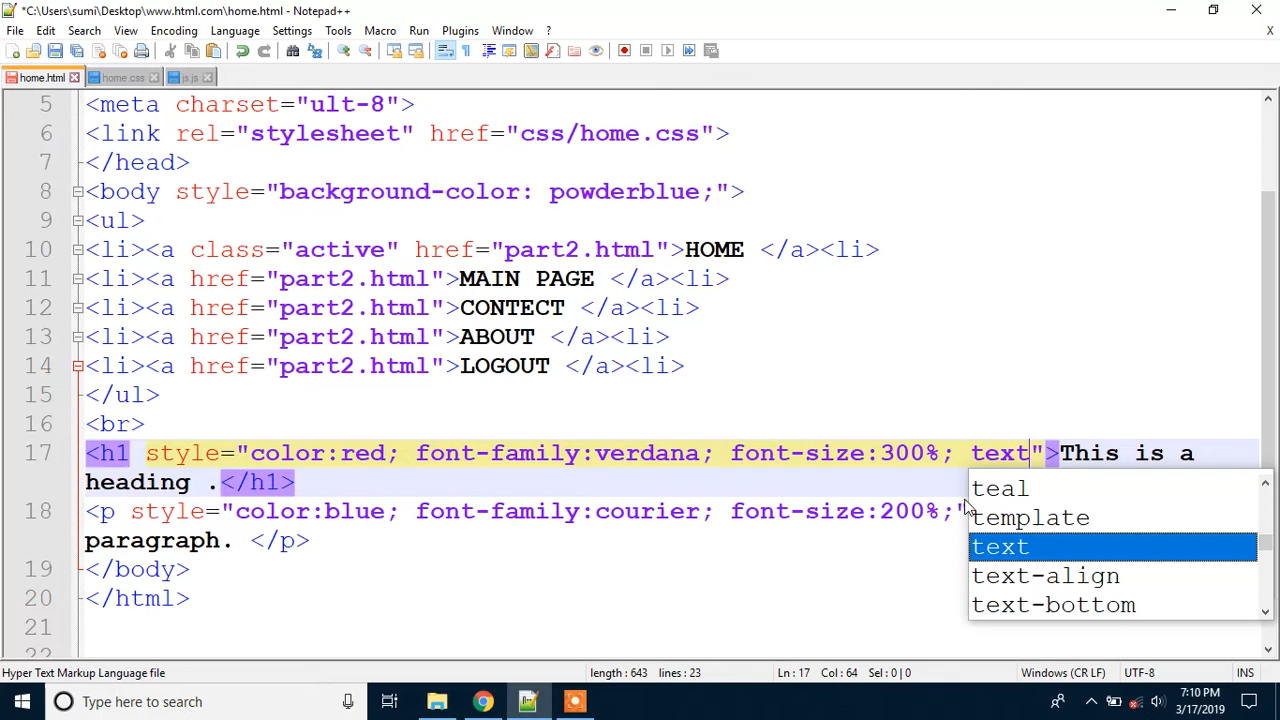 *C:\Users\sumi\Desktop\www.html.com\home.html - Notepad++
File Edit Search View Encoding Language Settings Tools Macro Run Plugins Window ? X
home.html home.css js.js
5 <meta charset="ult-8">
6 <link rel="stylesheet" href="css/home.css">
7 </head>
8 <body style="background-color: powderblue;">
9 <ul>
10 <li><a class="active" href="part2.html">HOME </a><li>
11 <li><a href="part2.html">MAIN PAGE </a><li>
12 <li><a href="part2.html">CONTECT </a><li>
13 <li><a href="part2.html">ABOUT </a><li>
14 <li><a href="part2.html">LOGOUT </a><li>
15 </ul>
16 <br>
17 <h1 style="color:red; font-family:verdana; font-size:300%; text">This is a
heading .</h1>
teal
18 <p style="color:blue; font-family:courier; font-size:200%;"
template
paragraph. </p>
text
19 </body>
text-align
20 </html>
text-bottom
21
22
Hyper Text Markup Language file length : 643 lines : 23 Ln : 17 Col : 64 Sel : 0 | 0 Windows (CR LF) UTF-8 INS
Type here to search
7:10 PM
3/17/2019